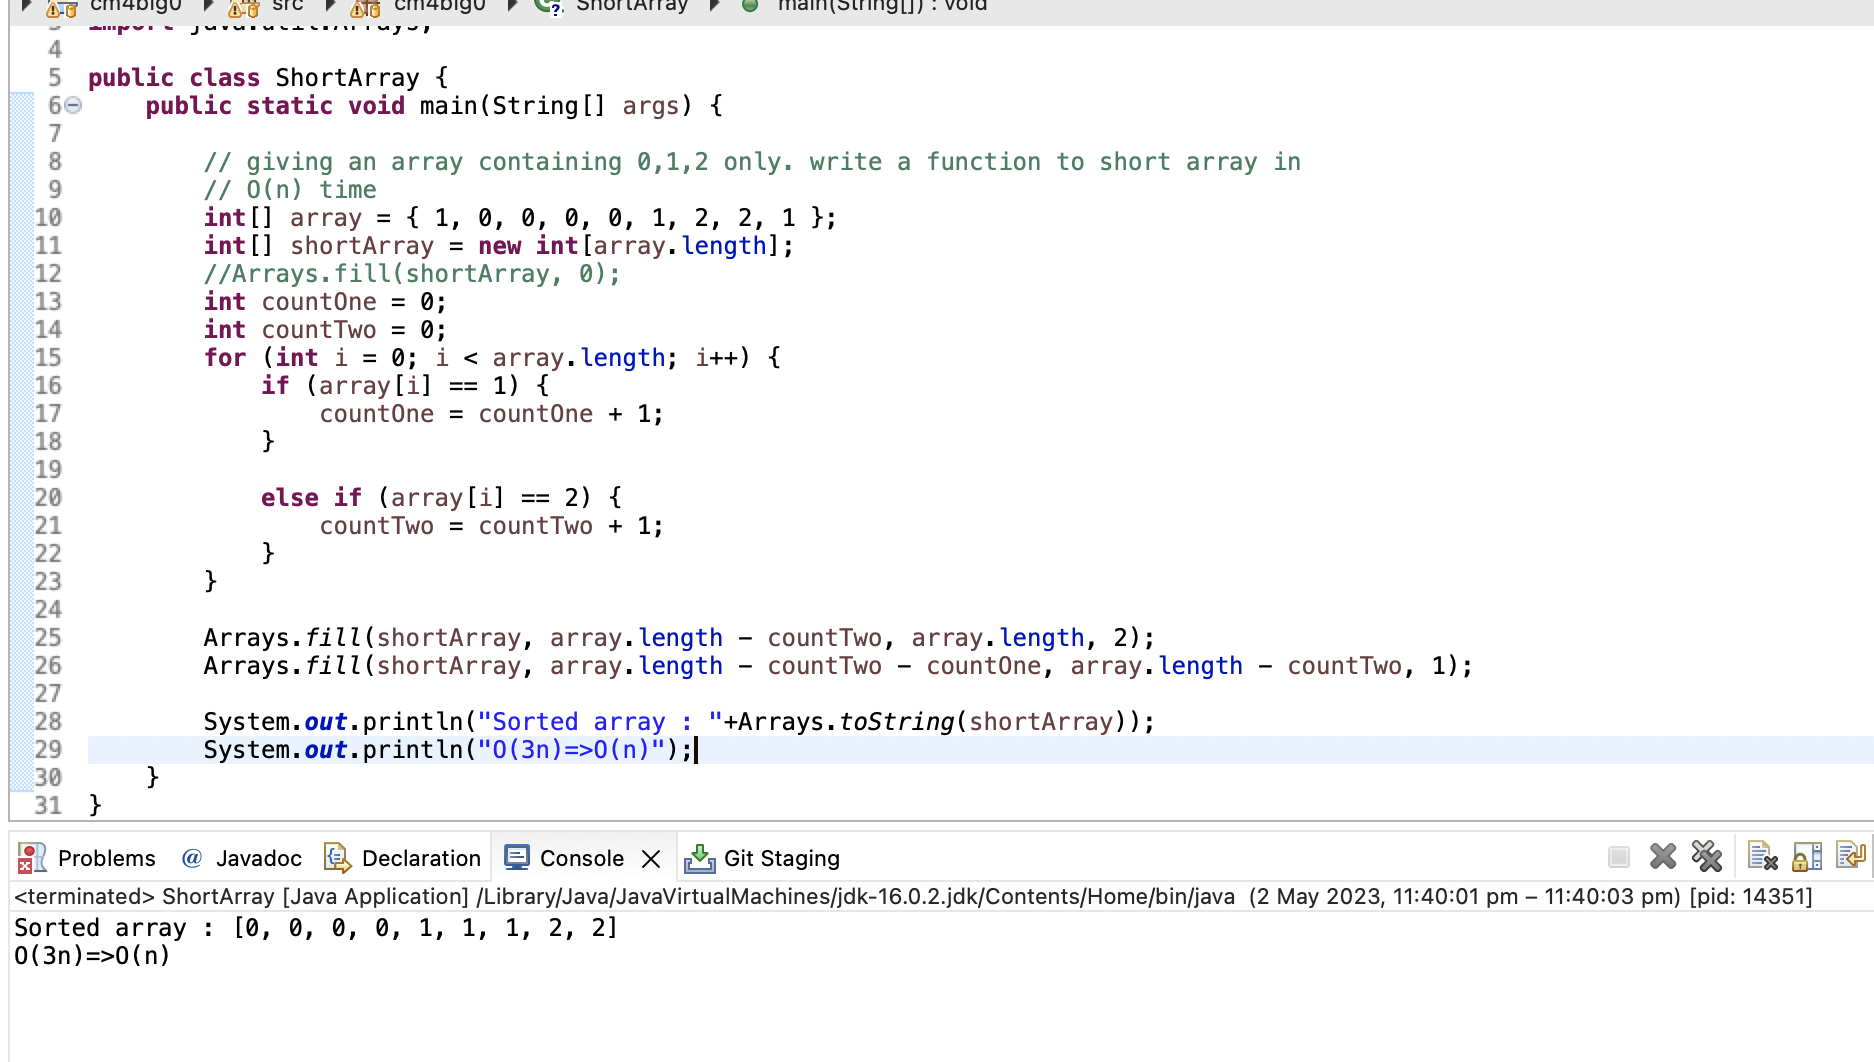 cm4big0 src cm4big0 ShortArray main(String[]) : void
3 import java.util.Arrays;
4
5 public class ShortArray {
6 public static void main(String[] args) {
7
8 // giving an array containing 0,1,2 only. write a function to short array in
9 // O(n) time
10 int[] array = { 1, 0, 0, 0, 0, 1, 2, 2, 1 };
11 int[] shortArray = new int[array.length];
12 //Arrays.fill(shortArray, 0);
13 int countOne = 0;
14 int countTwo = 0;
15 for (int i = 0; i < array.length; i++) {
16 if (array[i] == 1) {
17 countOne = countOne + 1;
18 }
19
20 else if (array[i] == 2) {
21 countTwo = countTwo + 1;
22 }
23 }
24
25 Arrays.fill(shortArray, array.length - countTwo, array.length, 2);
26 Arrays.fill(shortArray, array.length - countTwo - countOne, array.length - countTwo, 1);
27
28 System.out.println("Sorted array : "+Arrays.toString(shortArray));
29 System.out.println("O(3n)=>O(n)");
30 }
31 }
Problems @ Javadoc Declaration Console Git Staging
<terminated> ShortArray [Java Application] /Library/Java/JavaVirtualMachines/jdk-16.0.2.jdk/Contents/Home/bin/java (2 May 2023, 11:40:01 pm – 11:40:03 pm) [pid: 14351]
Sorted array : [0, 0, 0, 0, 1, 1, 1, 2, 2]
O(3n)=>O(n)